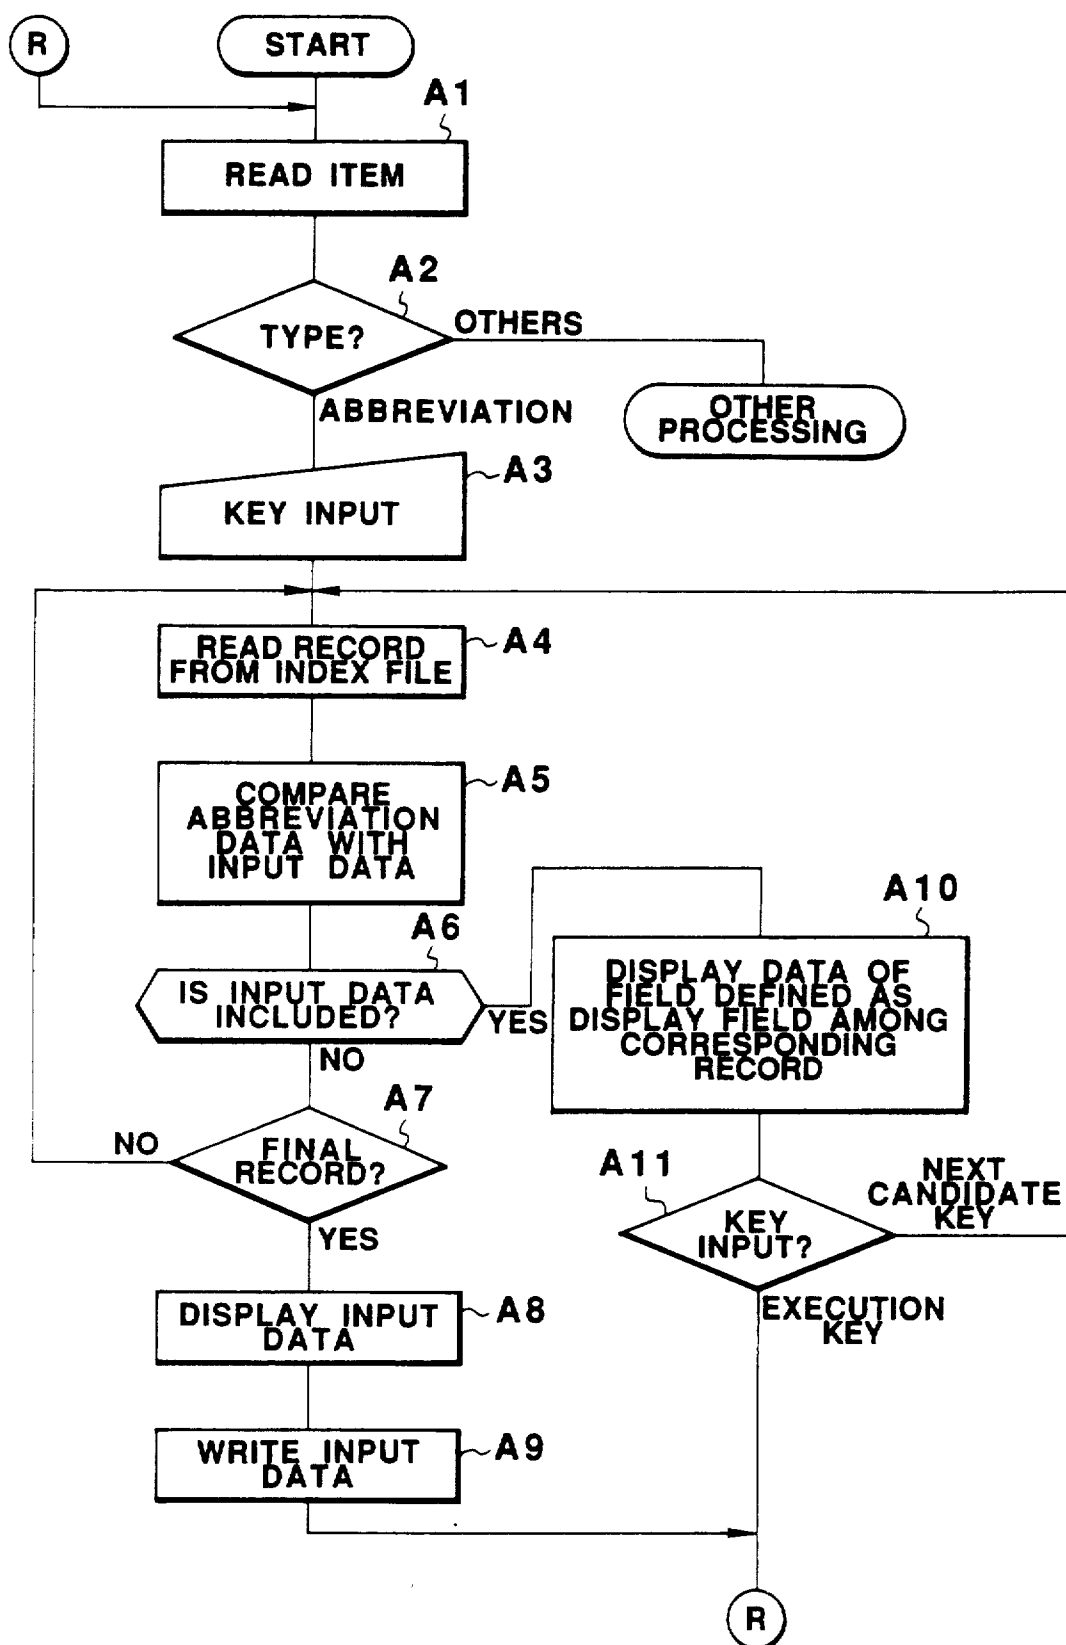 R
START
A1
READ ITEM
A2
TYPE?
OTHERS
OTHER
PROCESSING
ABBREVIATION
A3
KEY INPUT
A4
READ RECORD
FROM INDEX FILE
A5
COMPARE
ABBREVIATION
DATA WITH
INPUT DATA
A6
IS INPUT DATA
INCLUDED?
YES
NO
A10
DISPLAY DATA OF
FIELD DEFINED AS
DISPLAY FIELD AMONG
CORRESPONDING
RECORD
A7
FINAL
RECORD?
NO
YES
A11
KEY
INPUT?
NEXT
CANDIDATE
KEY
EXECUTION
KEY
A8
DISPLAY INPUT
DATA
A9
WRITE INPUT
DATA
R